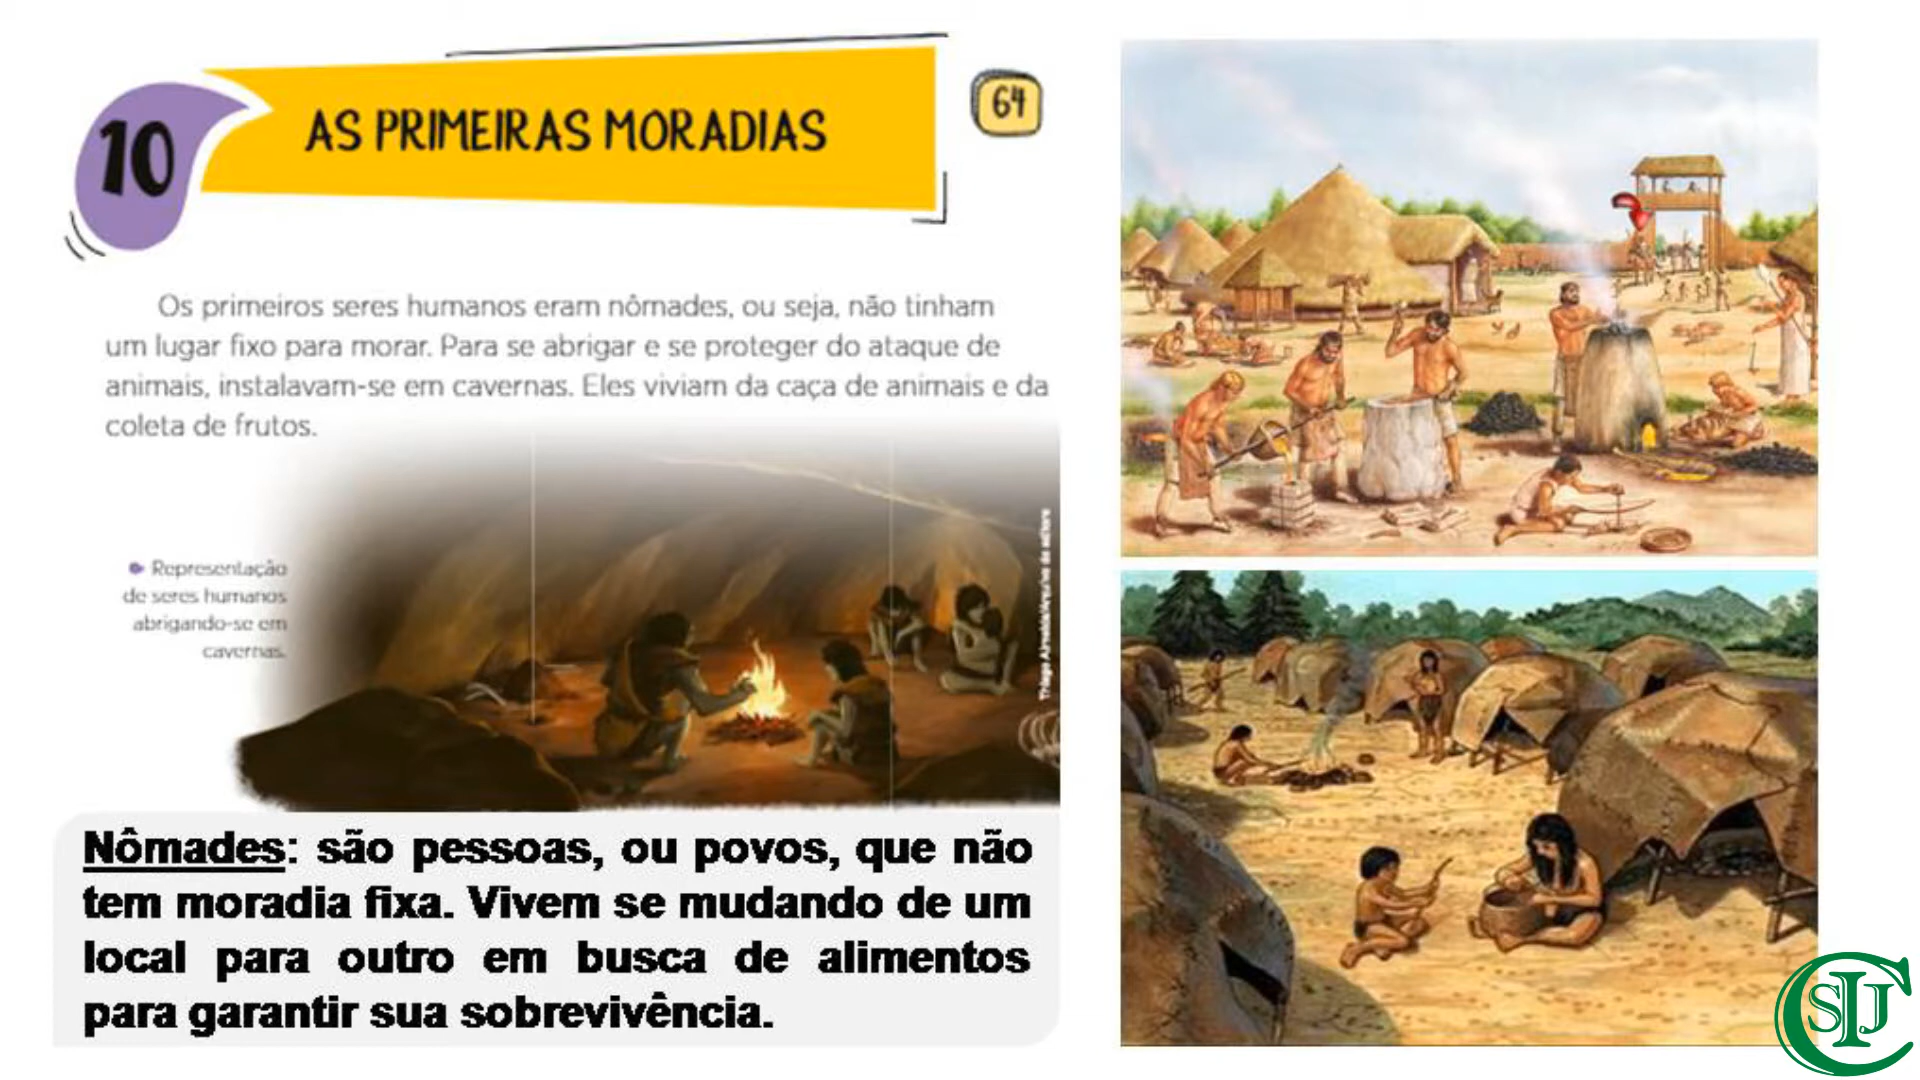 10
AS PRIMEIRAS MORADIAS
64
Os primeiros seres humanos eram nômades, ou seja, não tinham
um lugar fixo para morar. Para se abrigar e se proteger do ataque de
animais, instalavam-se em cavernas. Eles viviam da caça de animais e da
coleta de frutos.
Representação
de seres humanos
abrigando-se em
cavernas.
Nômades: são pessoas, ou povos, que não
tem moradia fixa. Vivem se mudando de um
local para outro em busca de alimentos
para garantir sua sobrevivência.